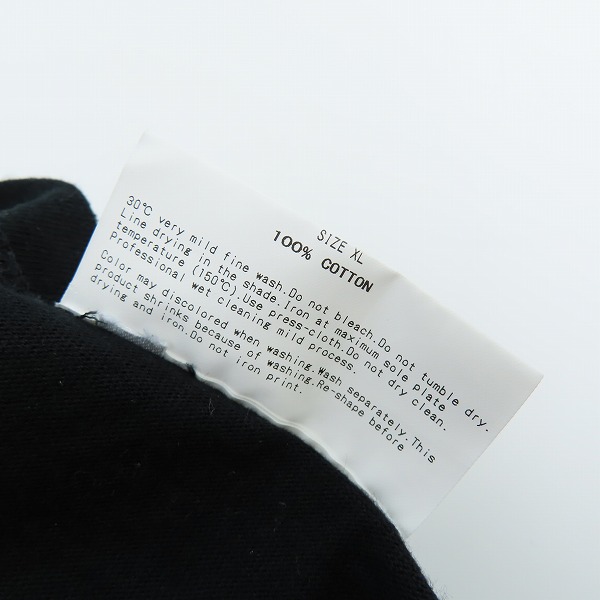 SIZE XL
100% COTTON
30℃ very mild fine wash.Do not bleach.Do not tumble dry.
Line drying in the shade.Iron at maximum sole plate
temperature (150℃).Use press-cloth.Do not dry clean.
Professional wet cleaning mild process.
Color may discolored when washing.Wash separately.This
product shrinks because of washing.Re-shape before
drying and iron.Do not iron print.